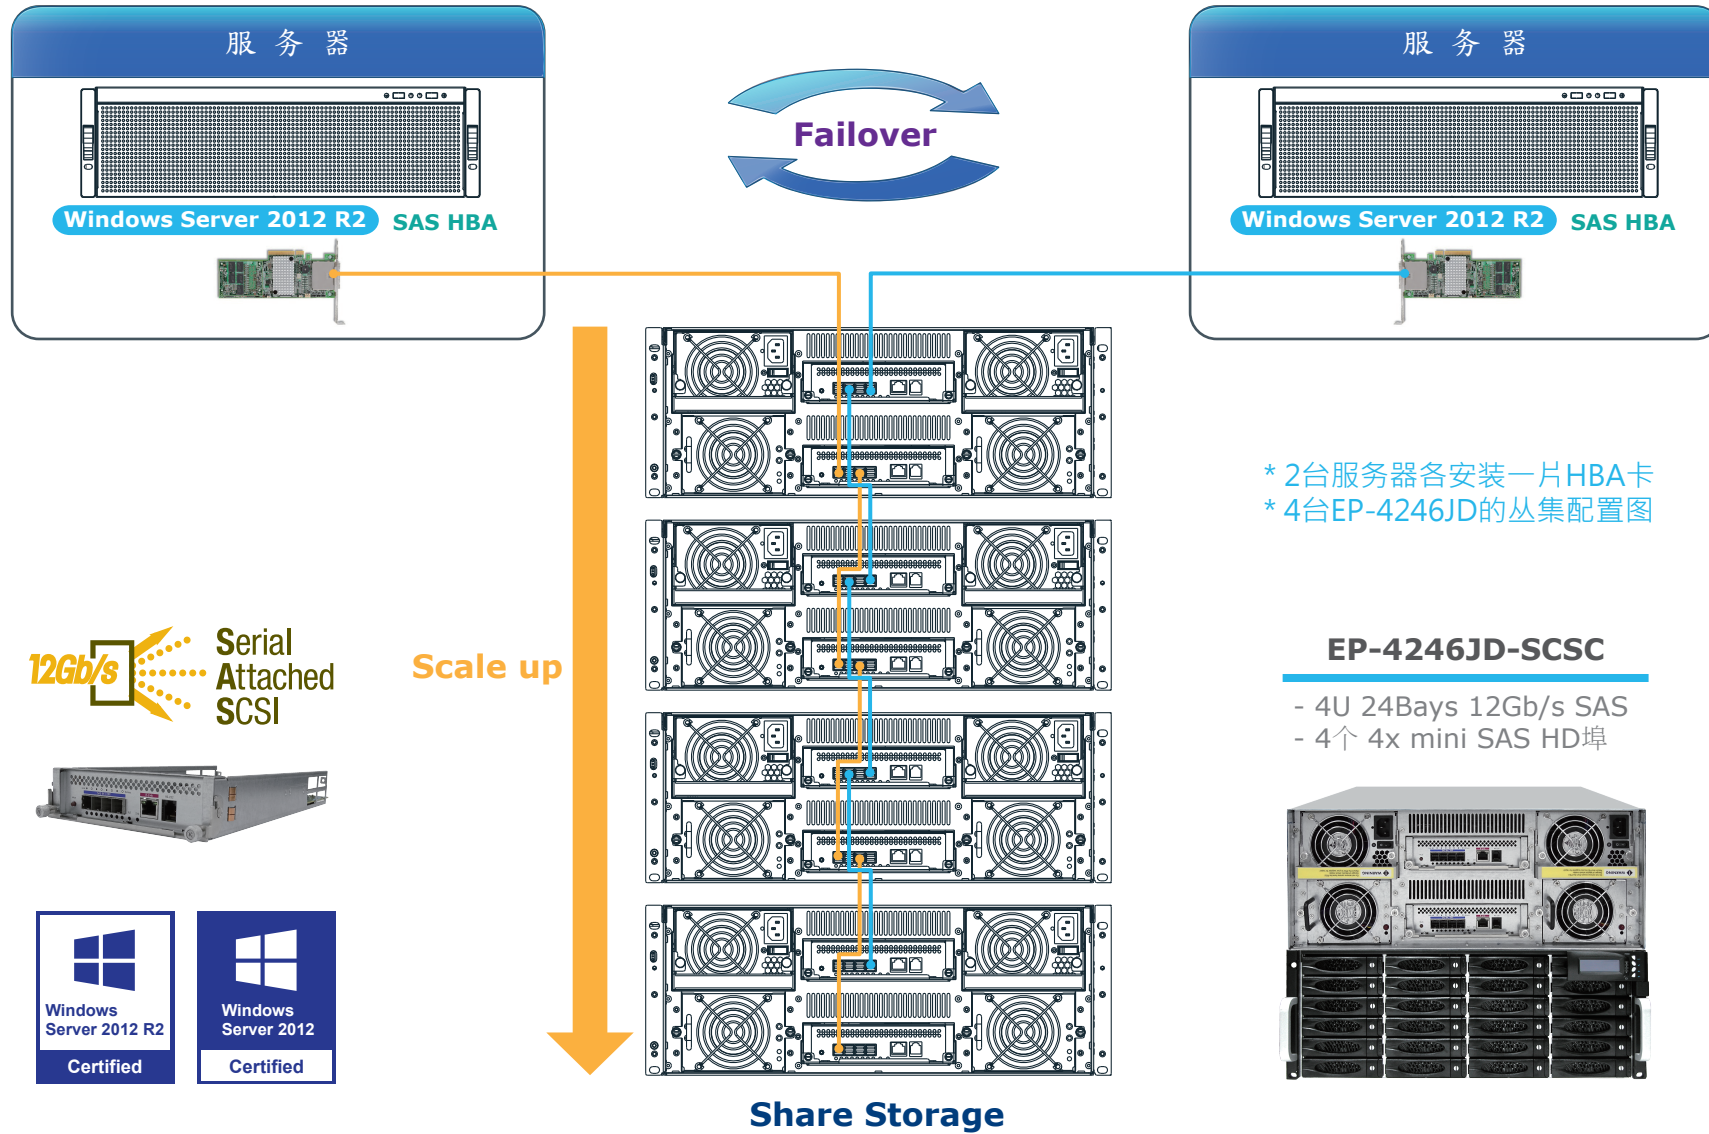 服务器
服务器
Failover
Windows Server 2012 R2
SAS HBA
Windows Server 2012 R2
SAS HBA
* 2台服务器各安装一片HBA卡
* 4台EP-4246JD的丛集配置图
12Gb/s
Serial
Attached
SCSI
Scale up
EP-4246JD-SCSC
- 4U 24Bays 12Gb/s SAS
- 4个 4x mini SAS HD埠
Windows
Server 2012 R2
Certified
Windows
Server 2012
Certified
Share Storage